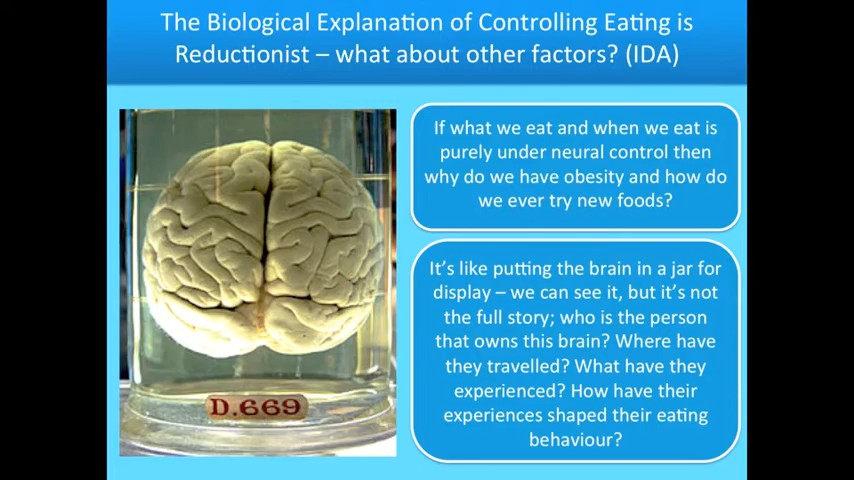 The Biological Explanation of Controlling Eating is
Reductionist – what about other factors? (IDA)
If what we eat and when we eat is
purely under neural control then
why do we have obesity and how do
we ever try new foods?
It's like putting the brain in a jar for
display – we can see it, but it's not
the full story; who is the person
that owns this brain? Where have
they travelled? What have they
experienced? How have their
experiences shaped their eating
behaviour?
D.669